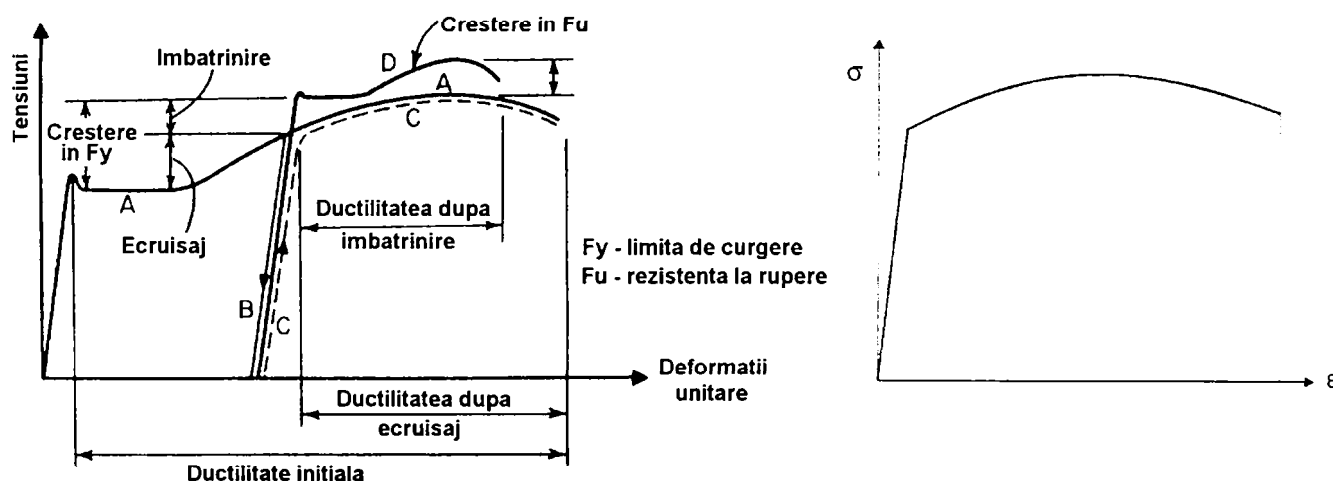 Tensiuni
Imbatrinire
Crestere in Fu
D
A
C
Crestere
in Fy
A
Ecruisaj
Ductilitatea dupa
imbatrinire
B
C
Fy - limita de curgere
Fu - rezistenta la rupere
Deformatii
unitare
Ductilitatea dupa
ecruisaj
Ductilitate initiala
σ
ε